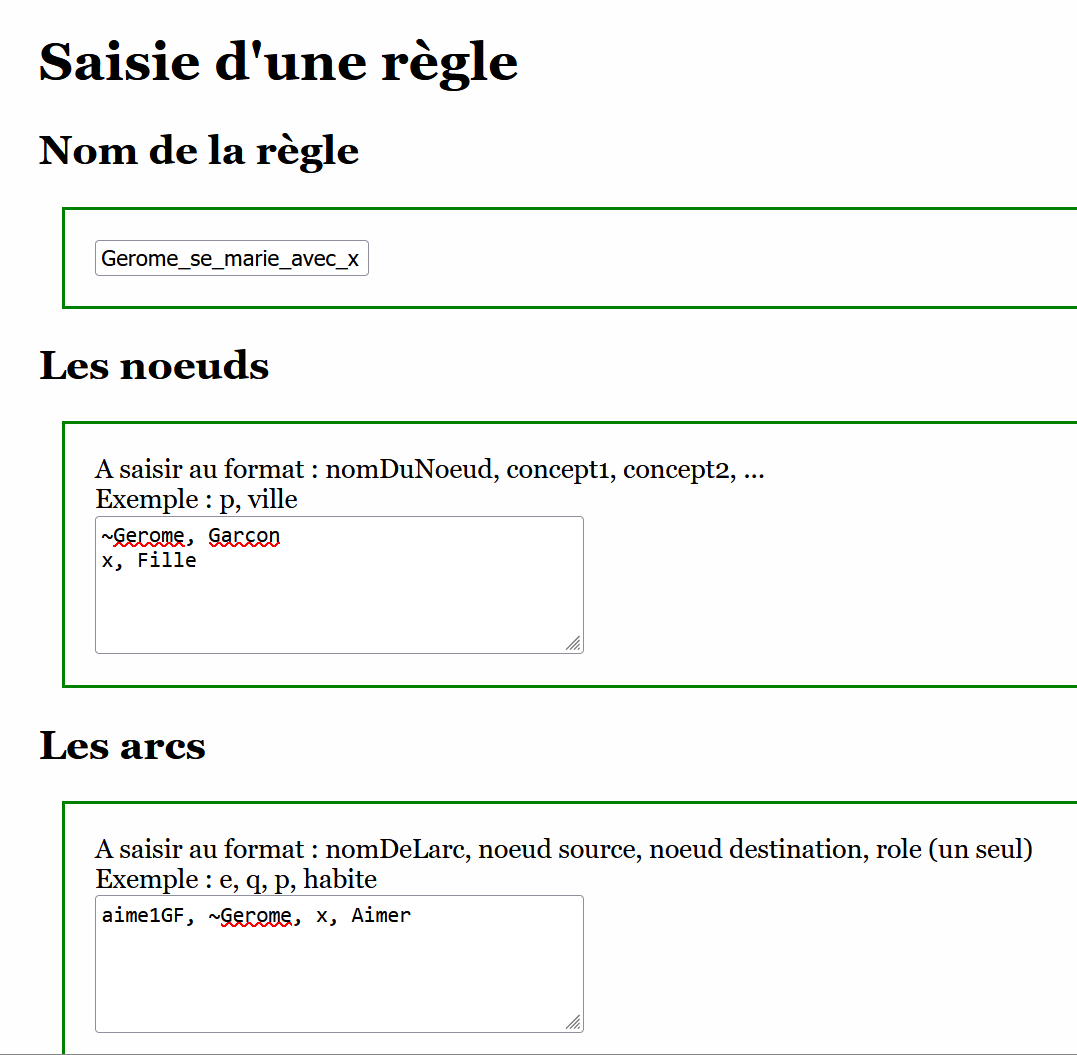 Saisie d'une règle
Nom de la règle
Gerome_se_marie_avec_x
Les noeuds
A saisir au format : nomDuNoeud, concept1, concept2, ...
Exemple : p, ville
~Gerome, Garcon
x, Fille
Les arcs
A saisir au format : nomDeLarc, noeud source, noeud destination, role (un seul)
Exemple : e, q, p, habite
aime1GF, ~Gerome, x, Aimer